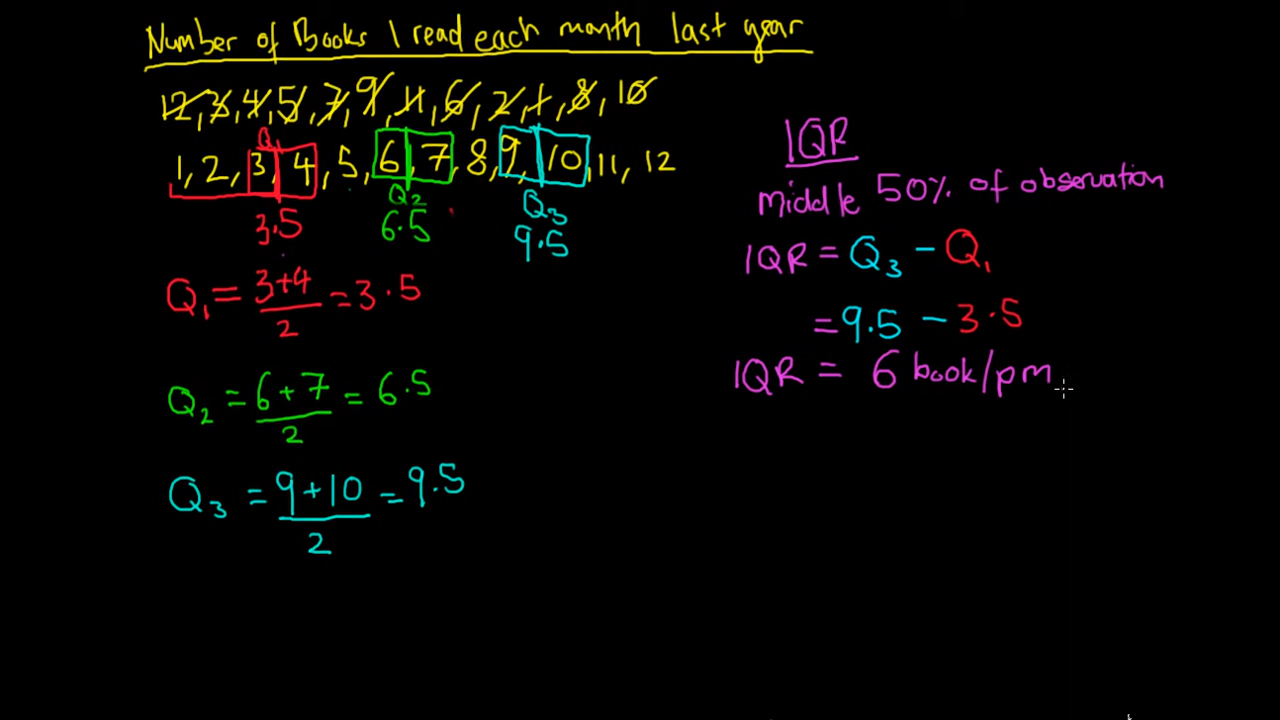 Number of Books I read each month last year
12, 3, 4, 5, 7, 9, 11, 6, 2, 1, 8, 10
Q1
1, 2, 3, 4, 5, 6, 7, 8, 9, 10, 11, 12
3.5
Q2
6.5
Q3
9.5
Q1 = 3+4/2 = 3.5
Q2 = 6+7/2 = 6.5
Q3 = 9+10/2 = 9.5
IQR
middle 50% of observation
IQR = Q3 - Q1
= 9.5 - 3.5
IQR = 6 book/pm